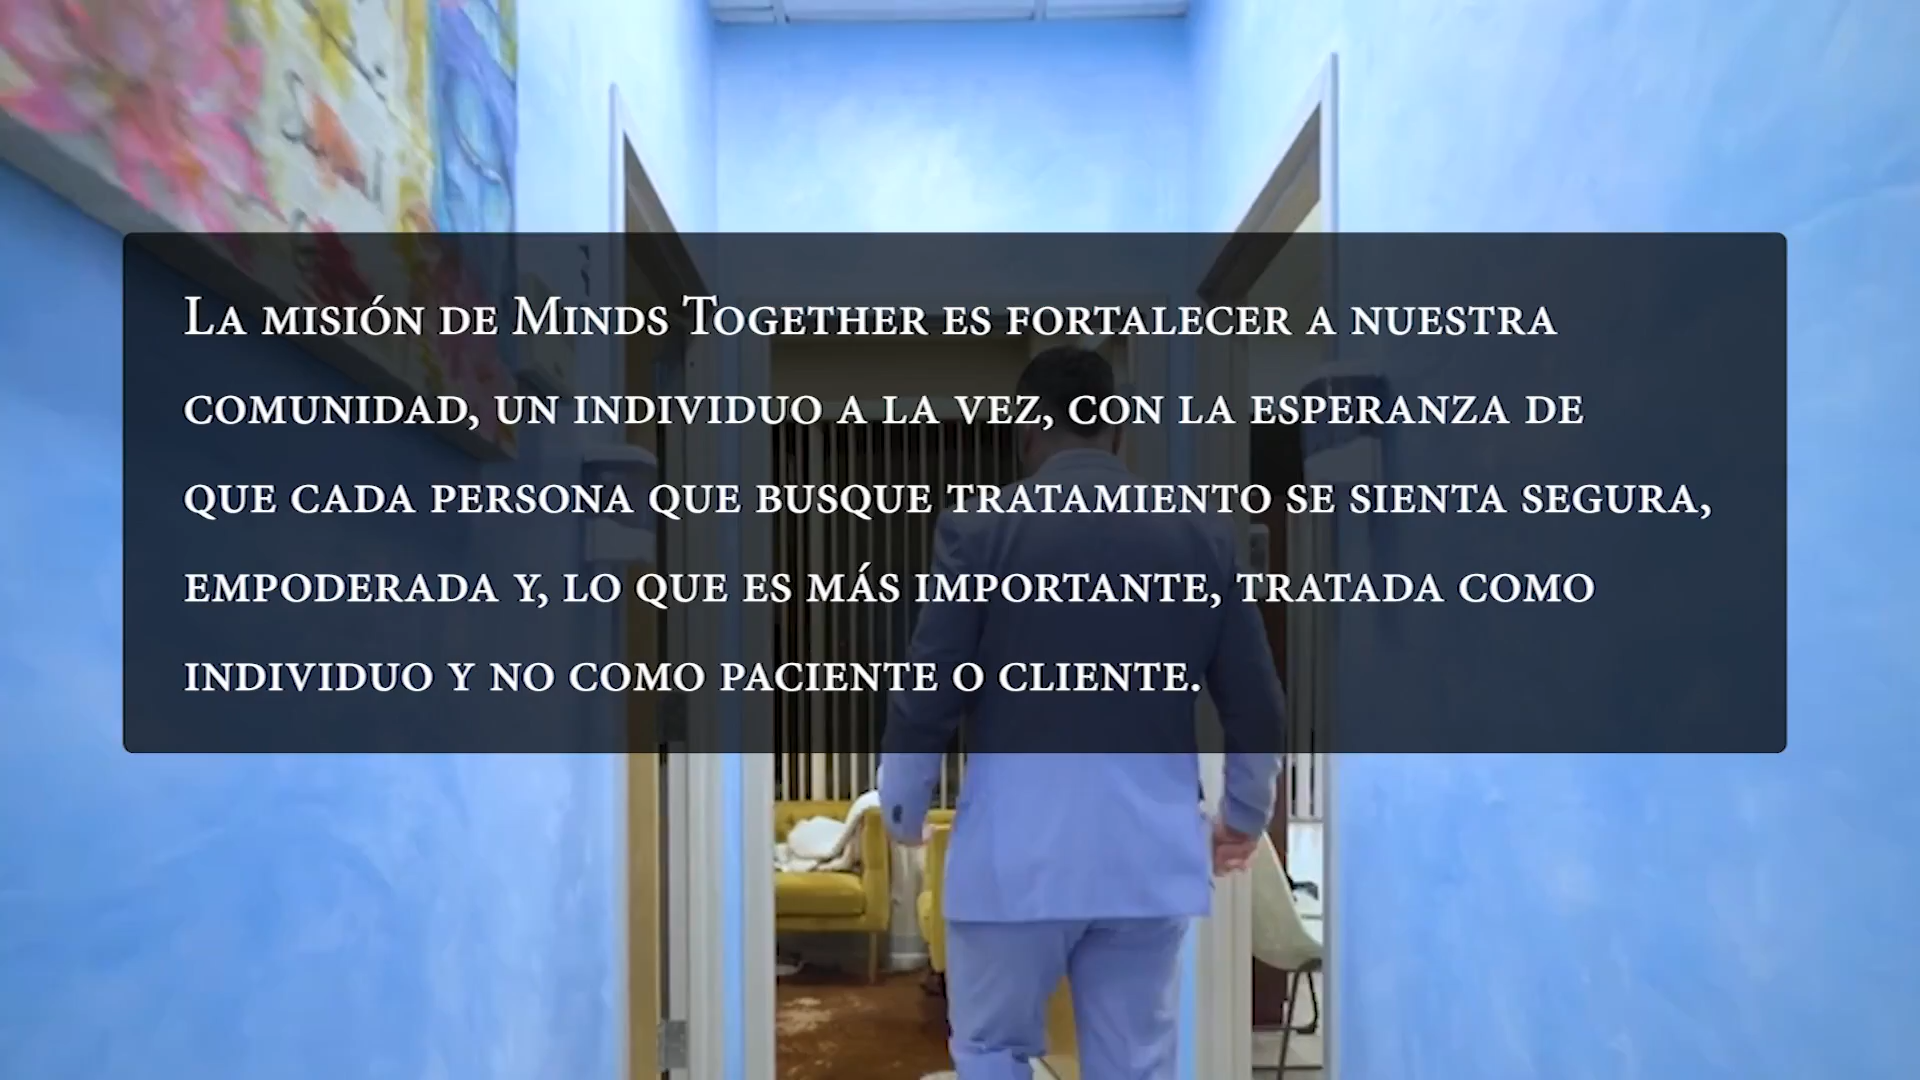 La misión de Minds Together es fortalecer a nuestra
comunidad, un individuo a la vez, con la esperanza de
que cada persona que busque tratamiento se sienta segura,
empoderada y, lo que es más importante, tratada como
individuo y no como paciente o cliente.